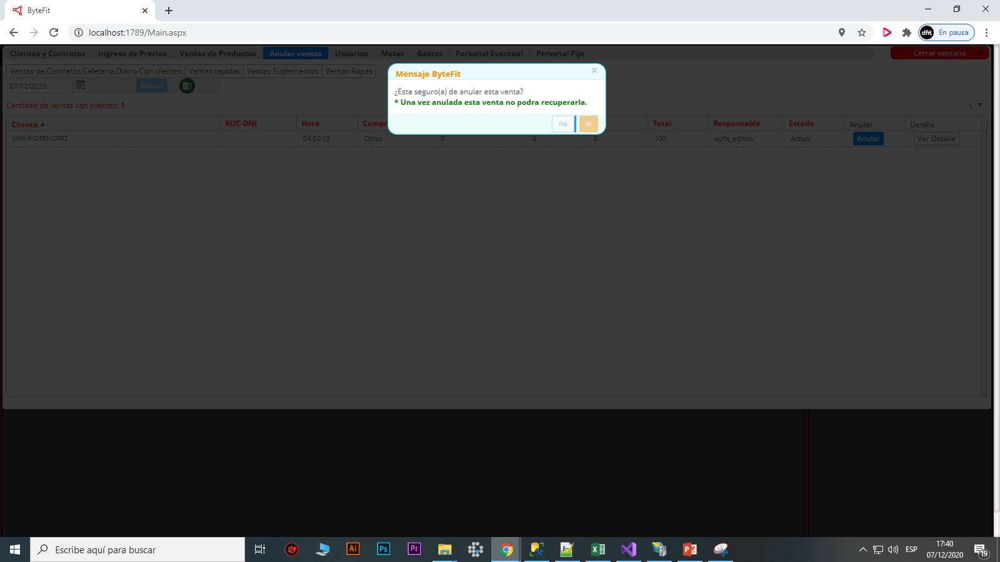 ByteFit
localhost:1789/Main.aspx
dfit
En pausa
Clientes y Contratos
Ingreso de Precios
Ventas de Productos
Anular ventas
Usuarios
Metas
Gastos
Personal Eventual
Personal Fijo
Cerrar ventana
Ventas de Contratos,Cafeteria,Diario Con clientes
Ventas rapidas
Ventas Suplementos
Ventas Ropas
07/12/2020
Buscar
Mensaje ByteFit
¿Esta seguro(a) de anular esta venta?
* Una vez anulada esta venta no podra recuperarla.
No
Si
Cantidad de ventas con clientes: 1
1
Cliente
RUC-DNI
Hora
Compr
Total
Responsable
Estado
Anular
Detalle
JUAN ANDRES LOPEZ
04:50:13
Otros
0
0
0
100
apfit_admin
Activo
Anular
Ver Detalle
Escribe aquí para buscar
Ai
Ps
Pr
ESP
17:40
07/12/2020
19